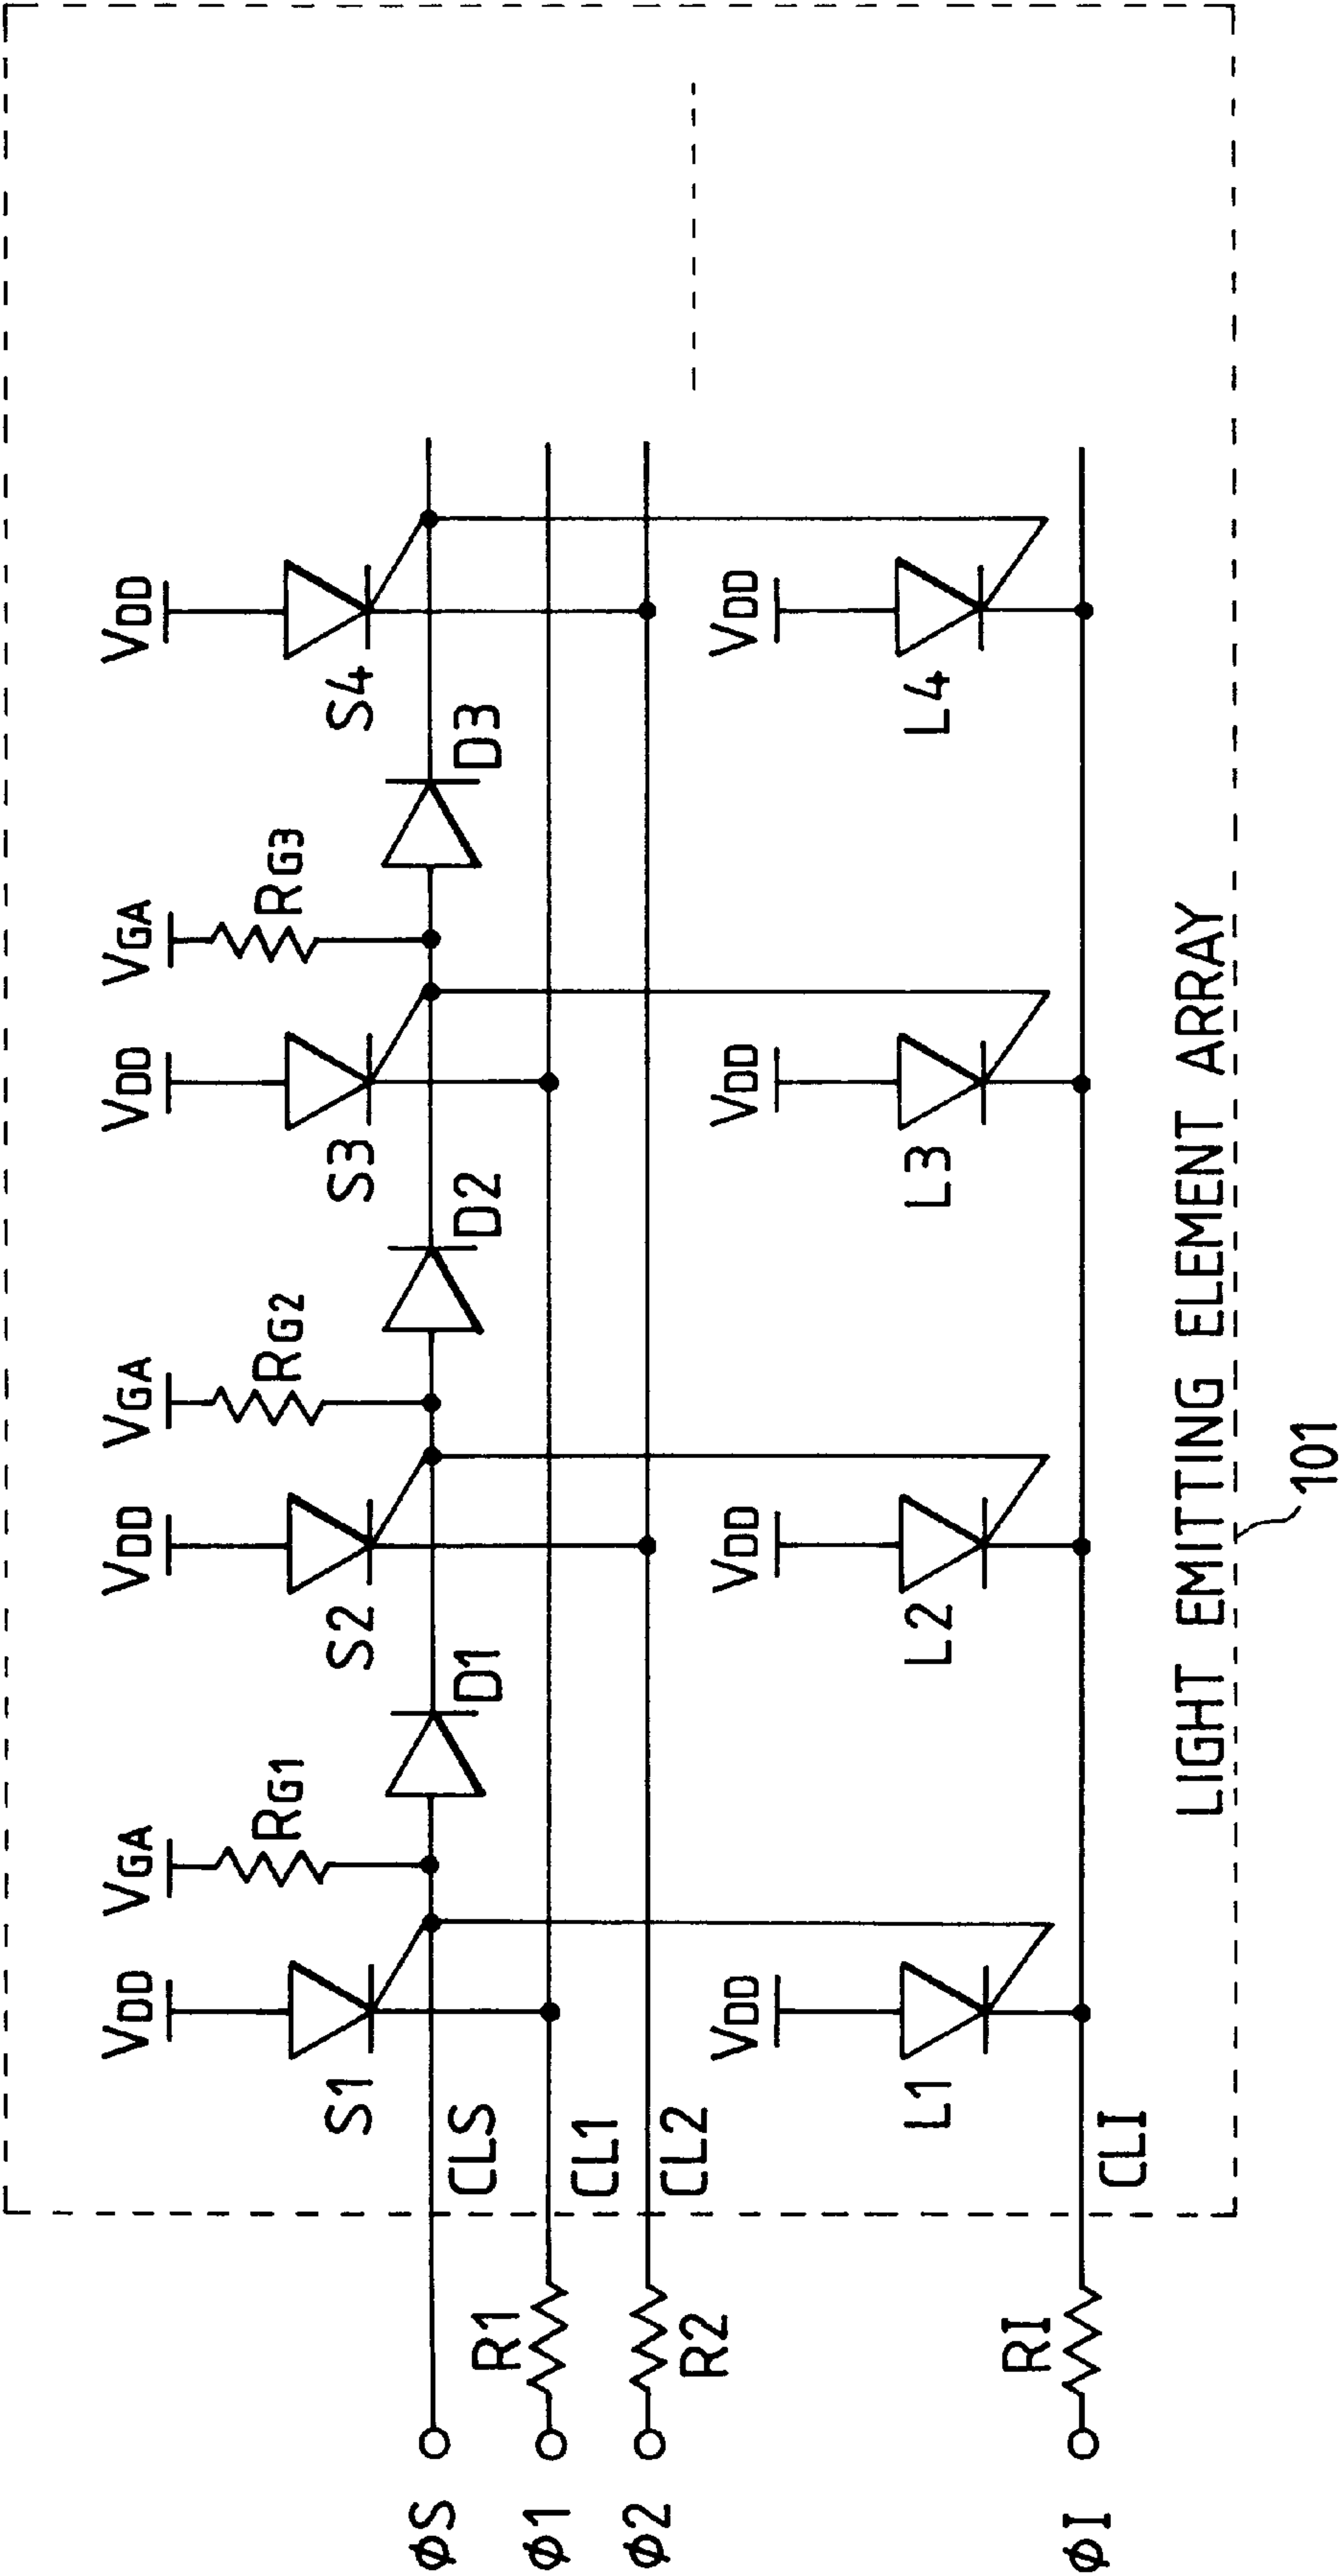 VDD VGA VDD VGA VDD VGA VDD
RG1 RG2 RG3
S1 S2 S3 S4
φS CLS D1 D2 D3
φ1 R1 CL1
φ2 R2 CL2
VDD VDD VDD VDD
L1 L2 L3 L4
φI RI CLI
LIGHT EMITTING ELEMENT ARRAY
101